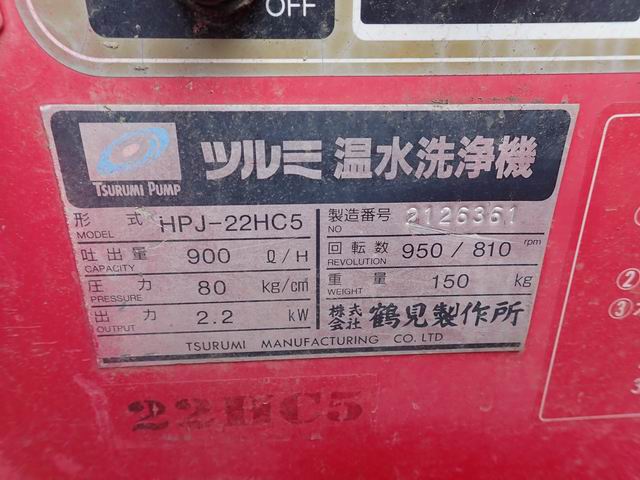 OFF
TSURUMI PUMP
ツルミ 温水洗浄機
形式 MODEL HPJ-22HC5
製造番号 NO 2126361
吐出量 CAPACITY 900 ℓ/H
回転数 REVOLUTION 950 / 810 rpm
圧力 PRESSURE 80 kg/cm²
重量 WEIGHT 150 kg
出力 OUTPUT 2.2 kW
株式会社 鶴見製作所
TSURUMI MANUFACTURING CO. LTD
22HC5
②
③